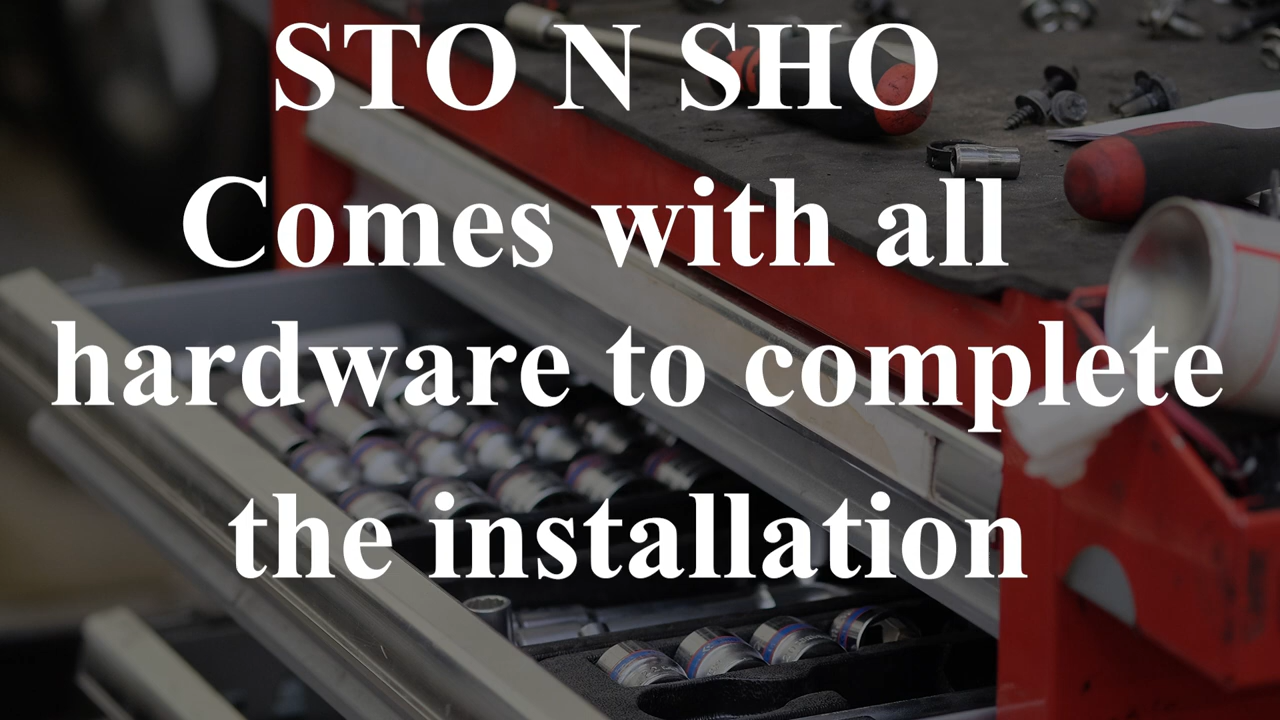 STO N SHO
Comes with all
hardware to complete
the installation